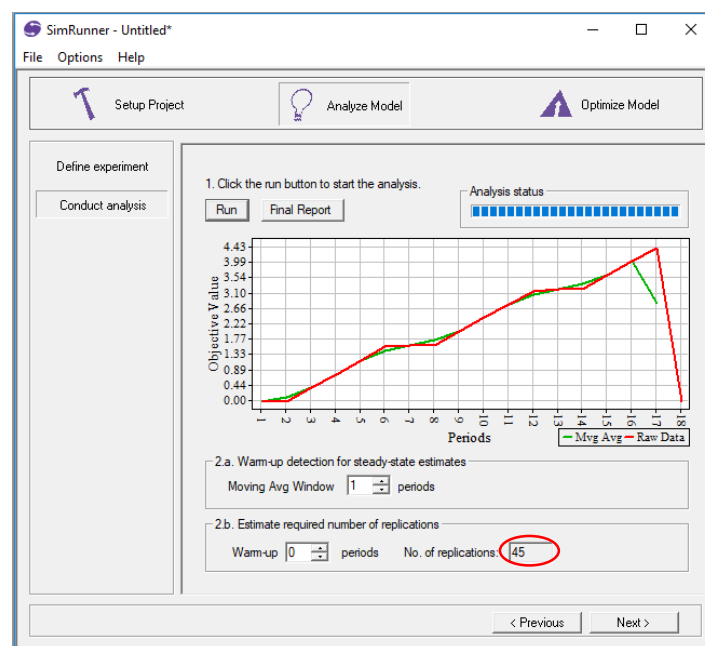 SimRunner - Untitled*
File Options Help
Setup Project
Analyze Model
Optimize Model
Define experiment
Conduct analysis
1. Click the run button to start the analysis.
Run
Final Report
Analysis status
Objective Value
4.43
3.99
3.54
3.10
2.66
2.22
1.77
1.33
0.89
0.44
0.00
1 2 3 4 5 6 7 8 9 10 11 12 13 14 15 16 17 18
Periods
Mvg Avg
Raw Data
2.a. Warm-up detection for steady-state estimates
Moving Avg Window 1 periods
2.b. Estimate required number of replications
Warm-up 0 periods No. of replications: 45
< Previous
Next >